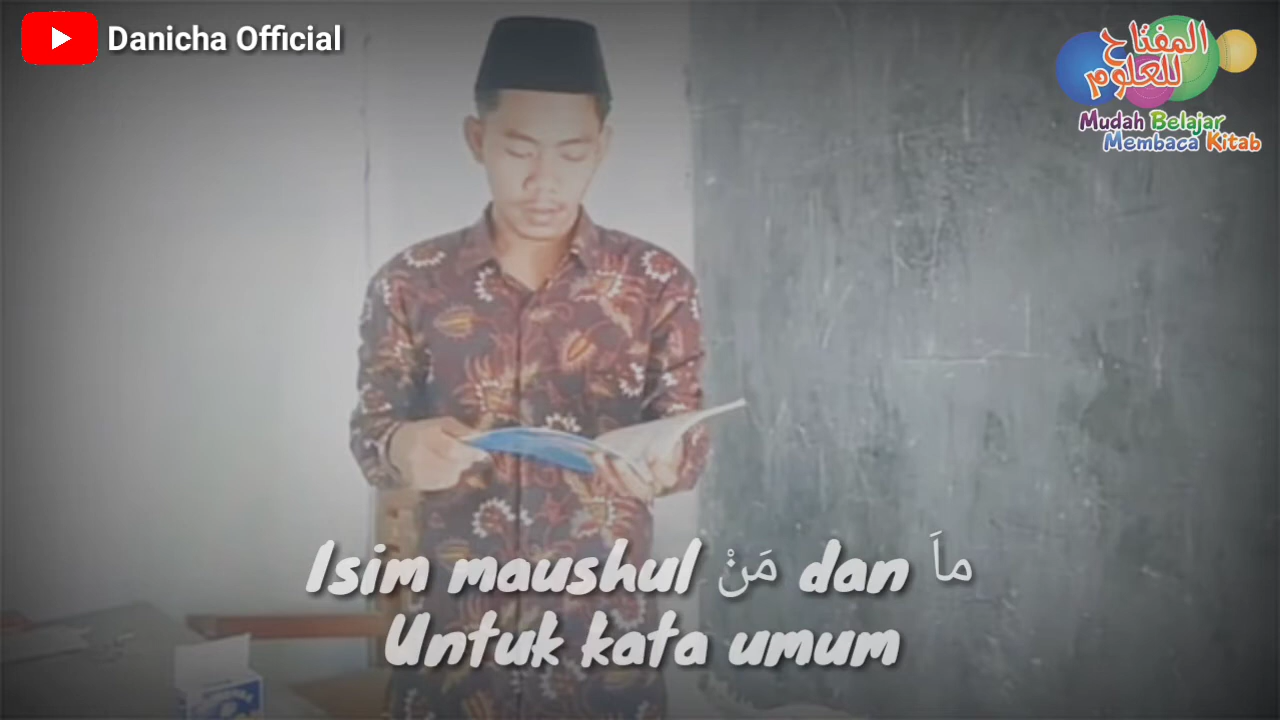 Danicha Official
المفتاح
للعلوم
Mudah Belajar
Membaca Kitab
Isim maushul مَنْ dan ماَ
Untuk kata umum